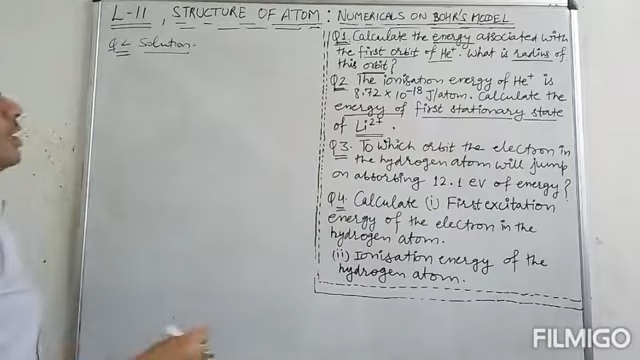 L-11, STRUCTURE OF ATOM : NUMERICALS ON BOHR'S MODEL
Q2 Solution.
Q1 Calculate the energy associated with
the first orbit of He⁺. What is radius of
this orbit?
Q2 The ionisation energy of He⁺ is
8.72 × 10⁻¹⁸ J/atom. Calculate the
energy of first stationary state
of Li²⁺.
Q3. To which orbit the electron in
the hydrogen atom will jump
on absorbing 12.1 eV of energy?
Q4. Calculate (i) First excitation
energy of the electron in the
hydrogen atom.
(ii) Ionisation energy of the
hydrogen atom.
FILMIGO